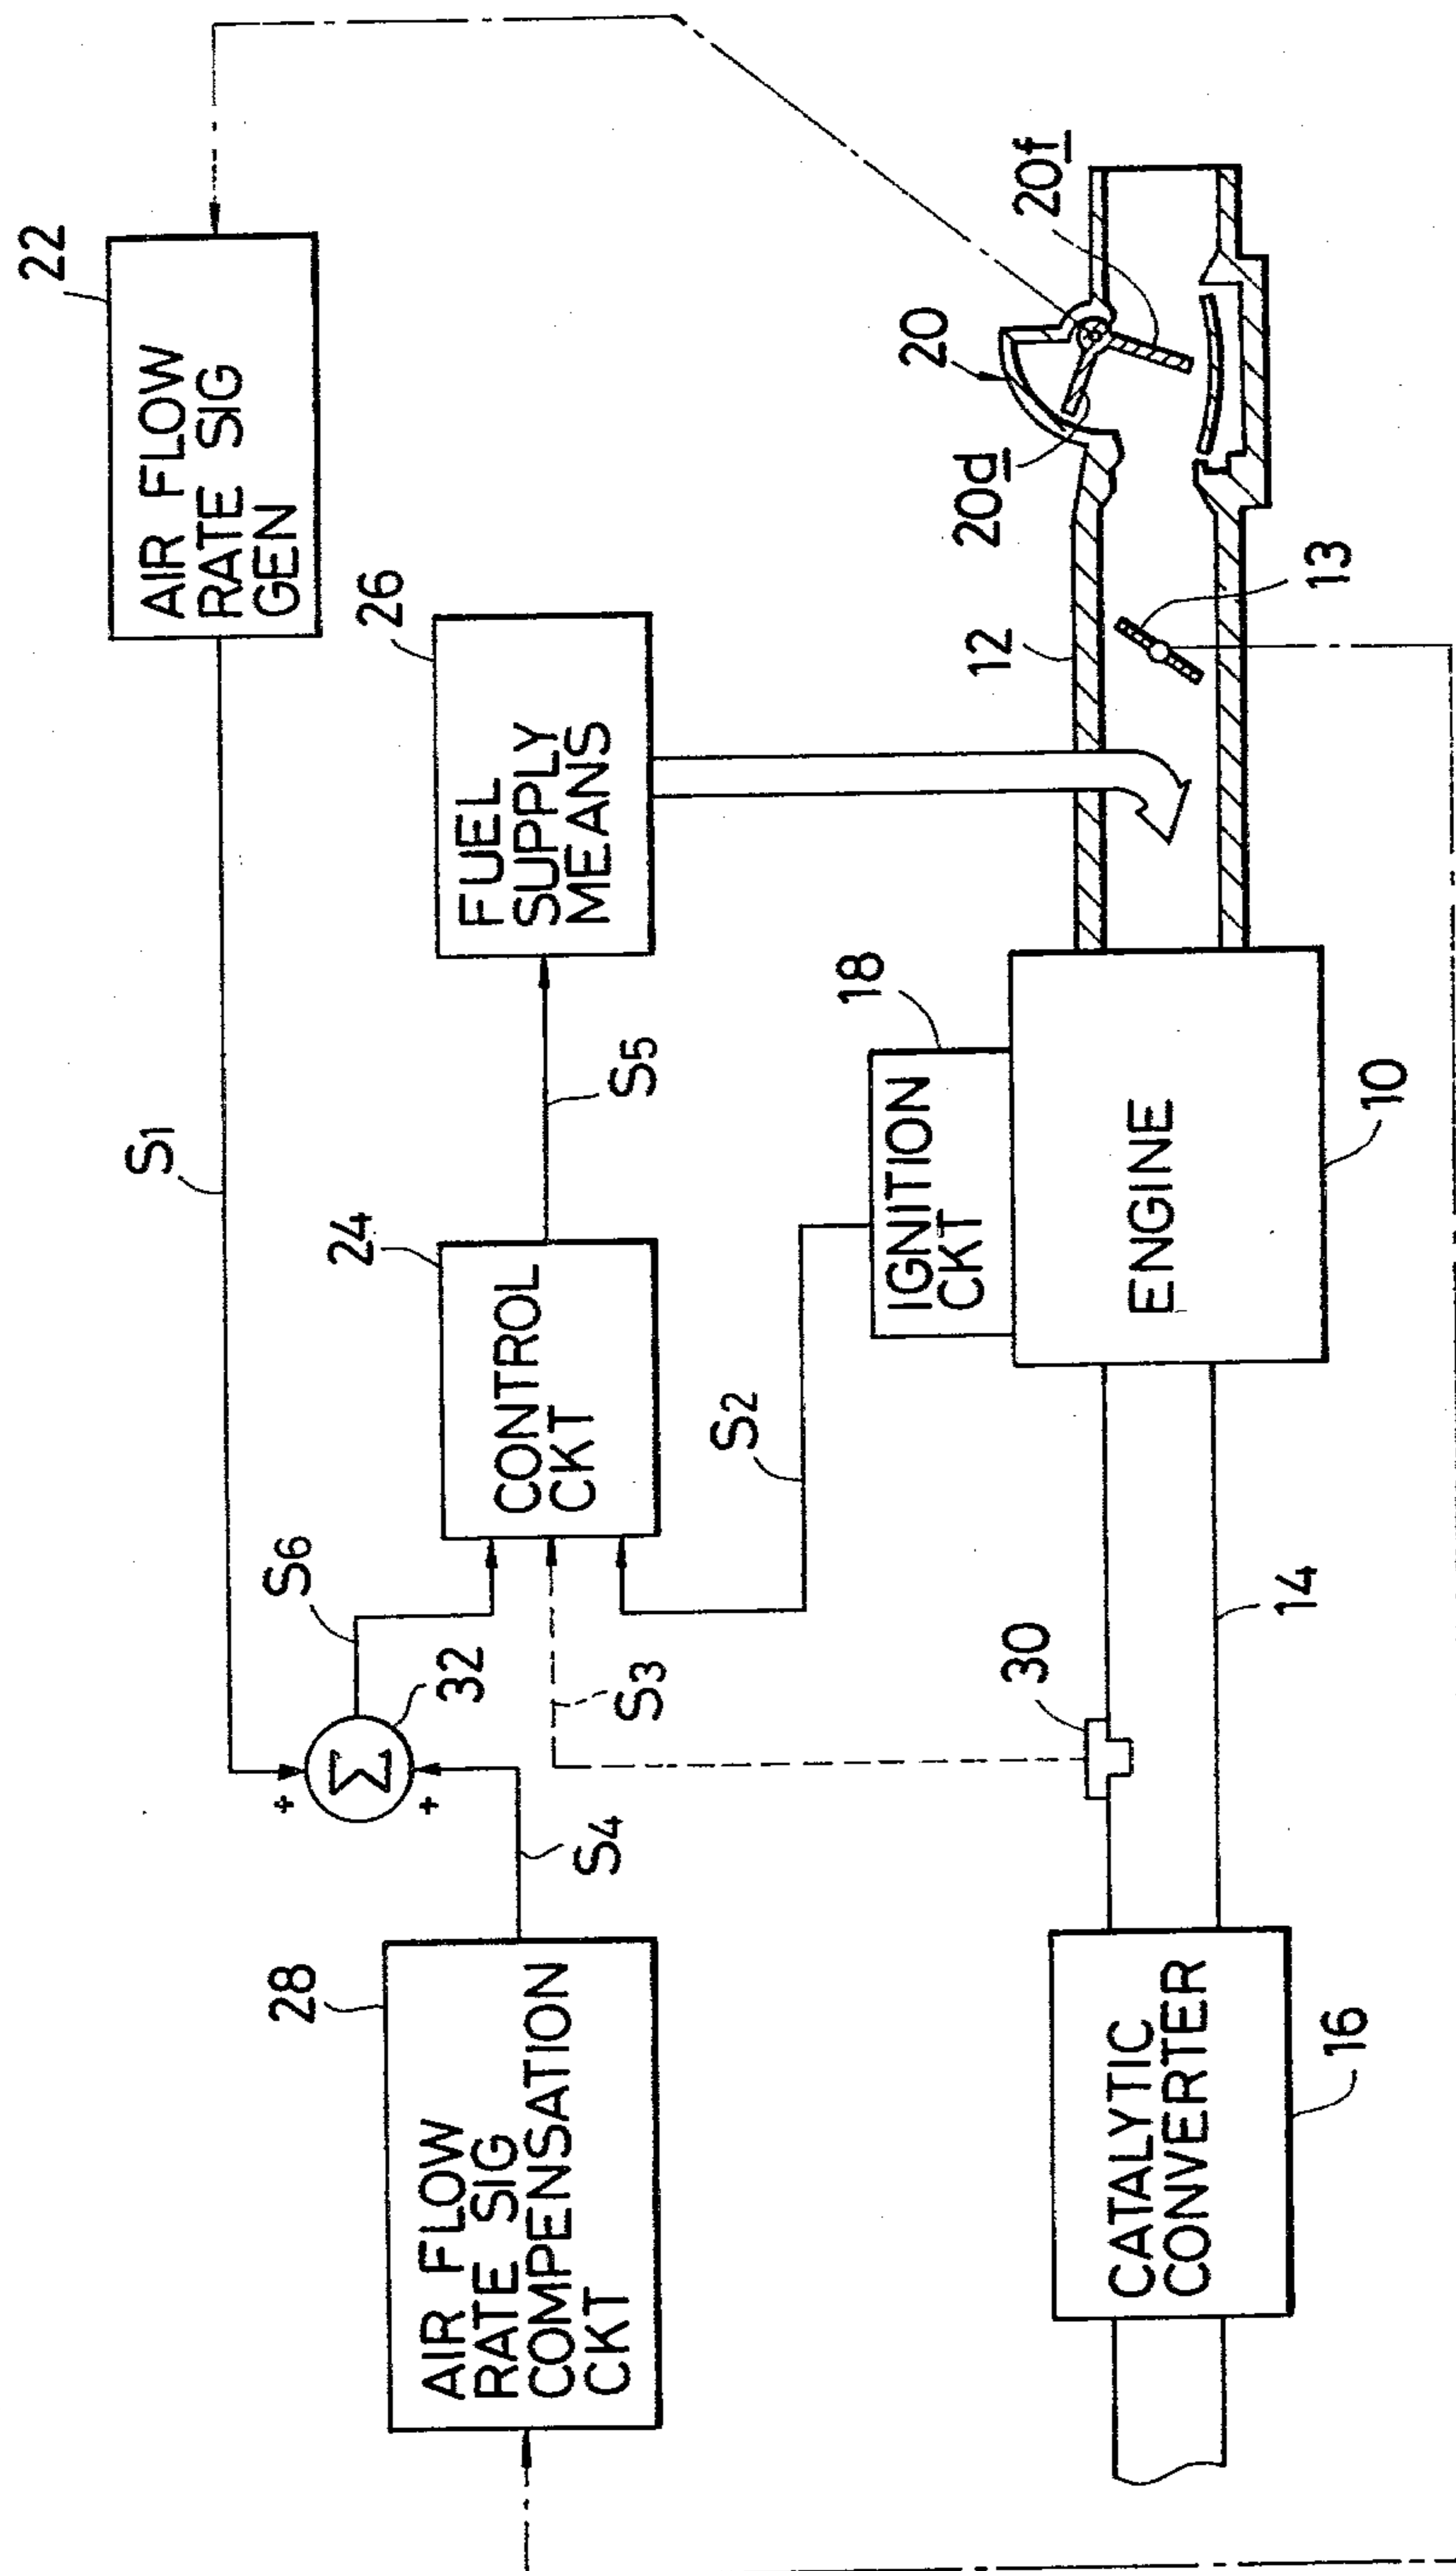 22
AIR FLOW
RATE SIG
GEN
S1
26
FUEL
SUPPLY
MEANS
S5
24
CONTROL
CKT
S6
32
Σ
+
+
S4
28
AIR FLOW
RATE SIG
COMPENSATION
CKT
S3
S2
18
IGNITION
CKT
ENGINE
10
12
13
20
20d
20f
30
14
CATALYTIC
CONVERTER
16